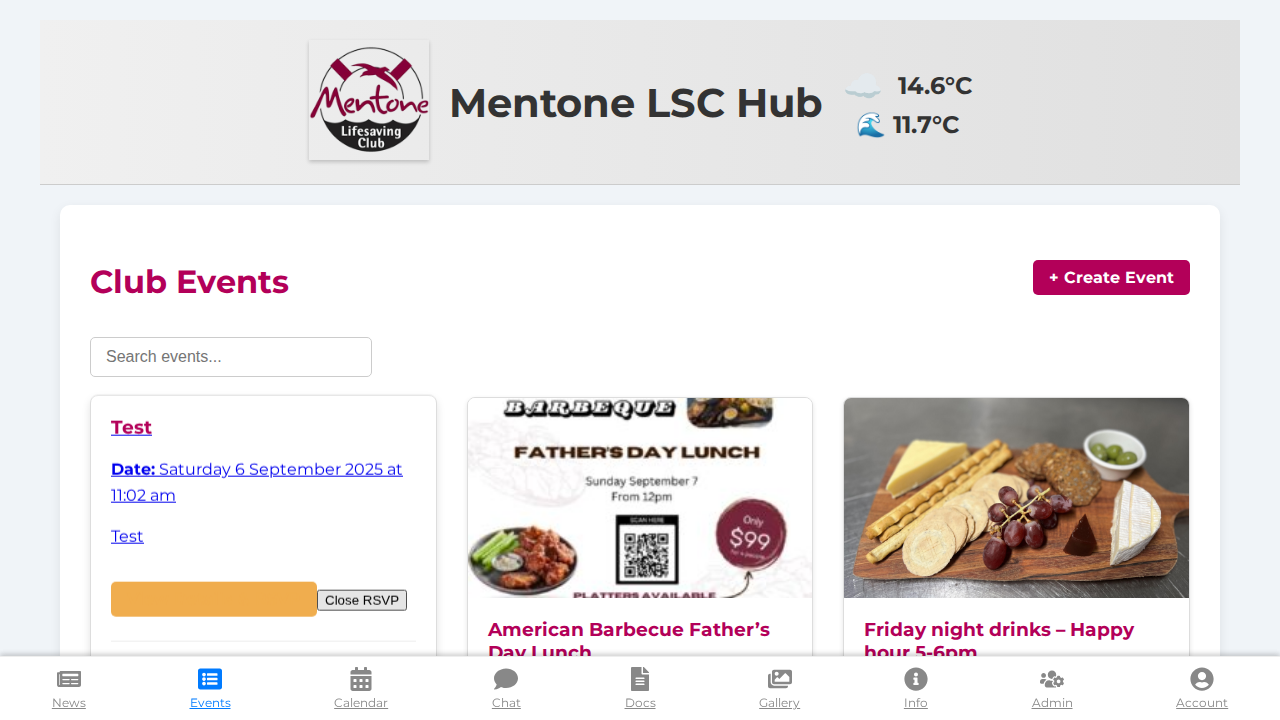 Mentone
Lifesaving
Club
Mentone LSC Hub
14.6°C
11.7°C
Club Events
+ Create Event
Search events...
Test
Date: Saturday 6 September 2025 at
11:02 am
Test
Close RSVP
BARBEQUE
FATHER'S DAY LUNCH
Sunday September 7
From 12pm
SCAN HERE
Only
$99
PLATTERS AVAILABLE
American Barbecue Father's
Day Lunch
Friday night drinks – Happy
hour 5-6pm
News
Events
Calendar
Chat
Docs
Gallery
Info
Admin
Account